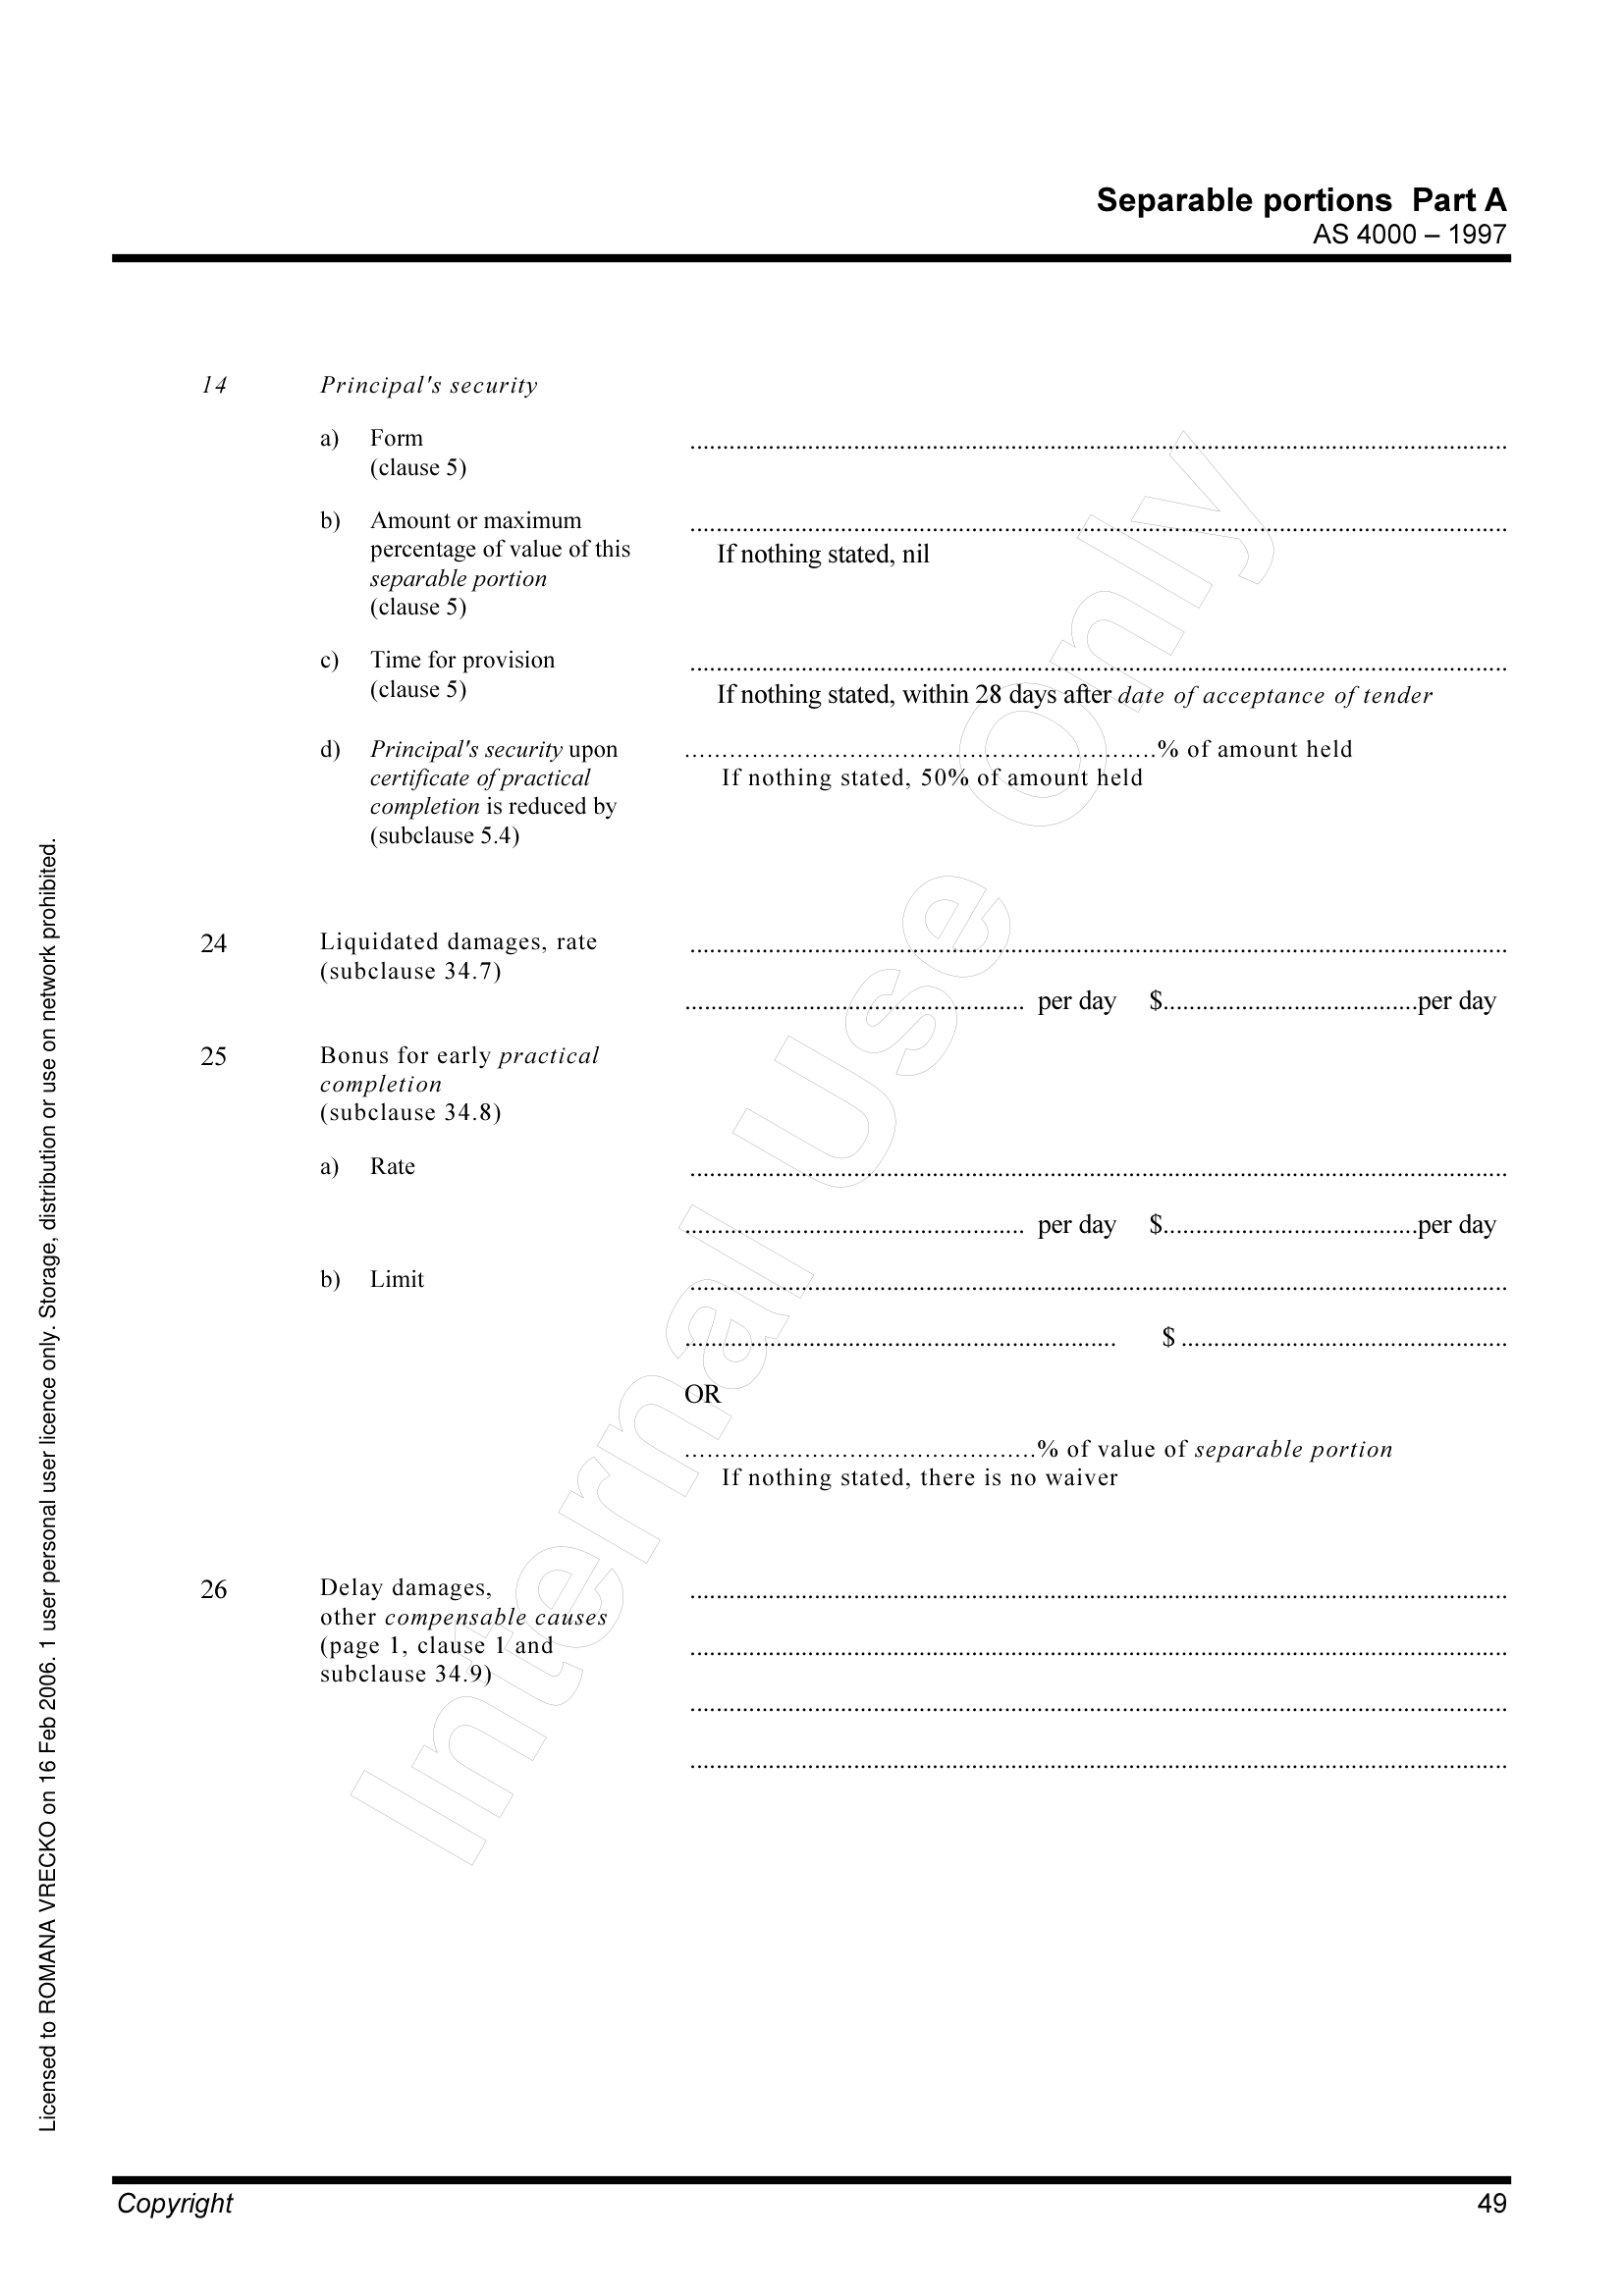 Separable portions Part A
AS 4000 – 1997
14 Principal's security
a) Form ....................
(clause 5)
b) Amount or maximum ....................
percentage of value of this If nothing stated, nil
separable portion
(clause 5)
c) Time for provision ....................
(clause 5) If nothing stated, within 28 days after date of acceptance of tender
d) Principal's security upon ....................% of amount held
certificate of practical If nothing stated, 50% of amount held
completion is reduced by
(subclause 5.4)
24 Liquidated damages, rate ....................
(subclause 34.7)
.................... per day $....................per day
25 Bonus for early practical
completion
(subclause 34.8)
a) Rate ....................
.................... per day $....................per day
b) Limit ....................
.................... $ ....................
OR
....................% of value of separable portion
If nothing stated, there is no waiver
26 Delay damages, ....................
other compensable causes
(page 1, clause 1 and ....................
subclause 34.9)
....................
....................
Copyright 49
Licensed to ROMANA VRECKO on 16 Feb 2006. 1 user personal user licence only. Storage, distribution or use on network prohibited.
Internal Use Only